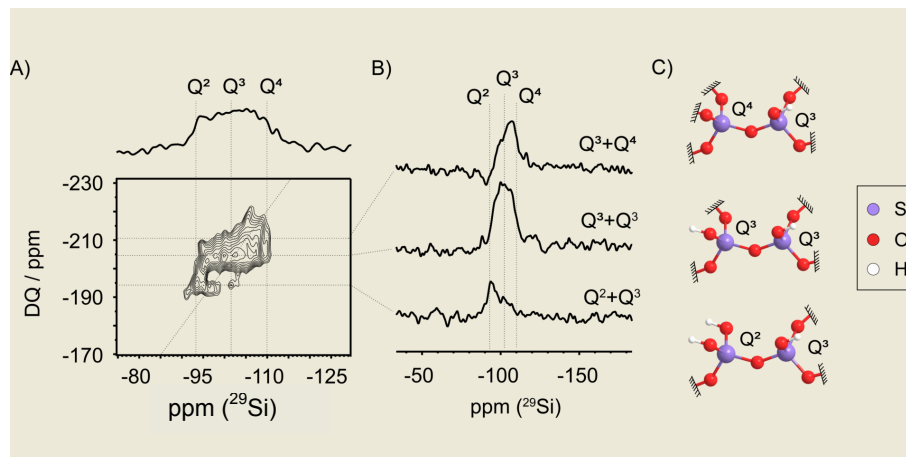 A)
Q² Q³ Q⁴
-230
-210
-190
-170
DQ / ppm
-80 -95 -110 -125
ppm (²⁹Si)
B)
Q³
Q² Q⁴
Q³+Q⁴
Q³+Q³
Q²+Q³
-50 -100 -150
ppm (²⁹Si)
C)
Q⁴ Q³
Q³ Q³
Q² Q³
S
O
H